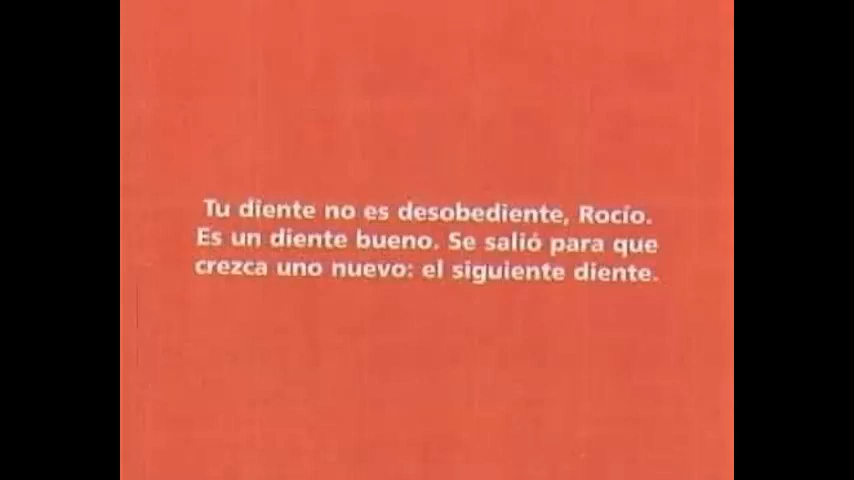 Tu diente no es desobediente, Rocío.
Es un diente bueno. Se salió para que
crezca uno nuevo: el siguiente diente.